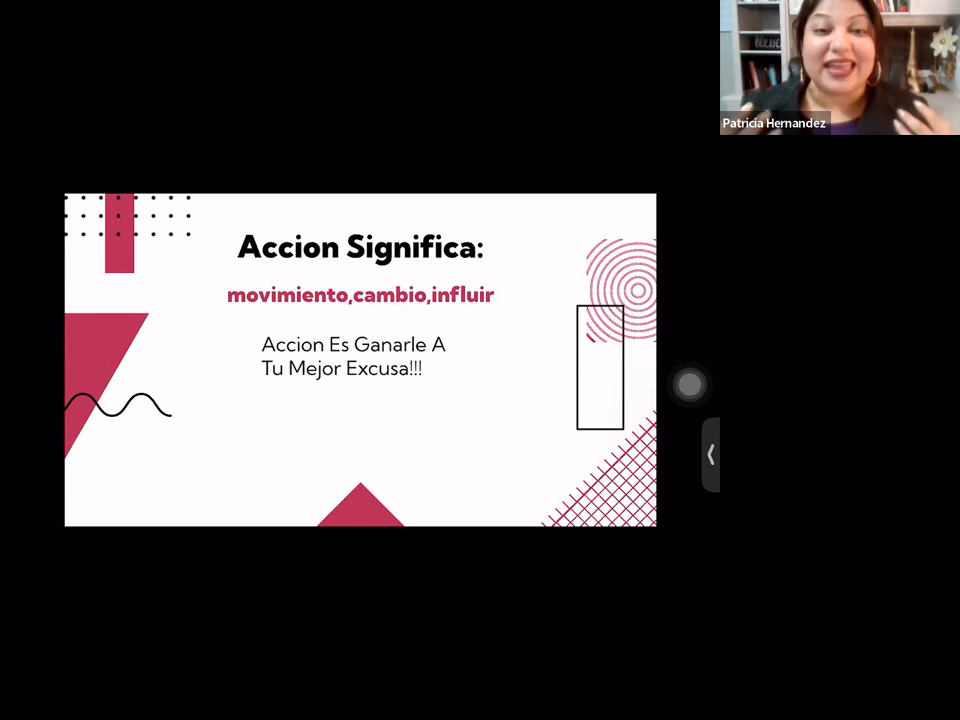 Patricia Hernandez
Accion Significa:
movimiento,cambio,influir
Accion Es Ganarle A
Tu Mejor Excusa!!!